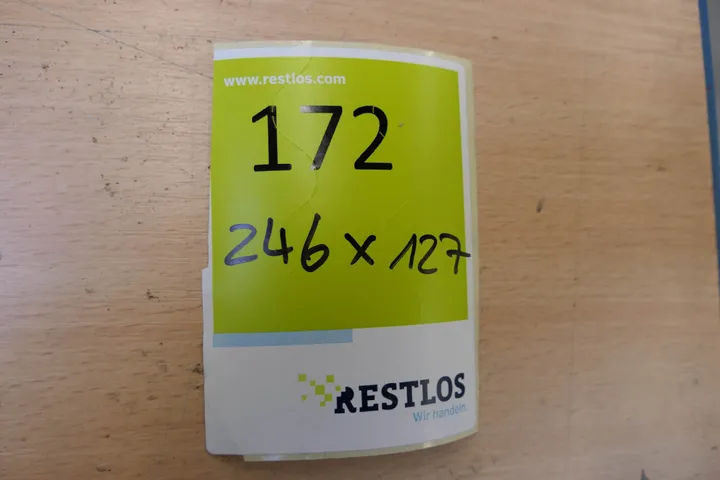 www.restlos.com
172
246 x 127
RESTLOS
Wir handeln.